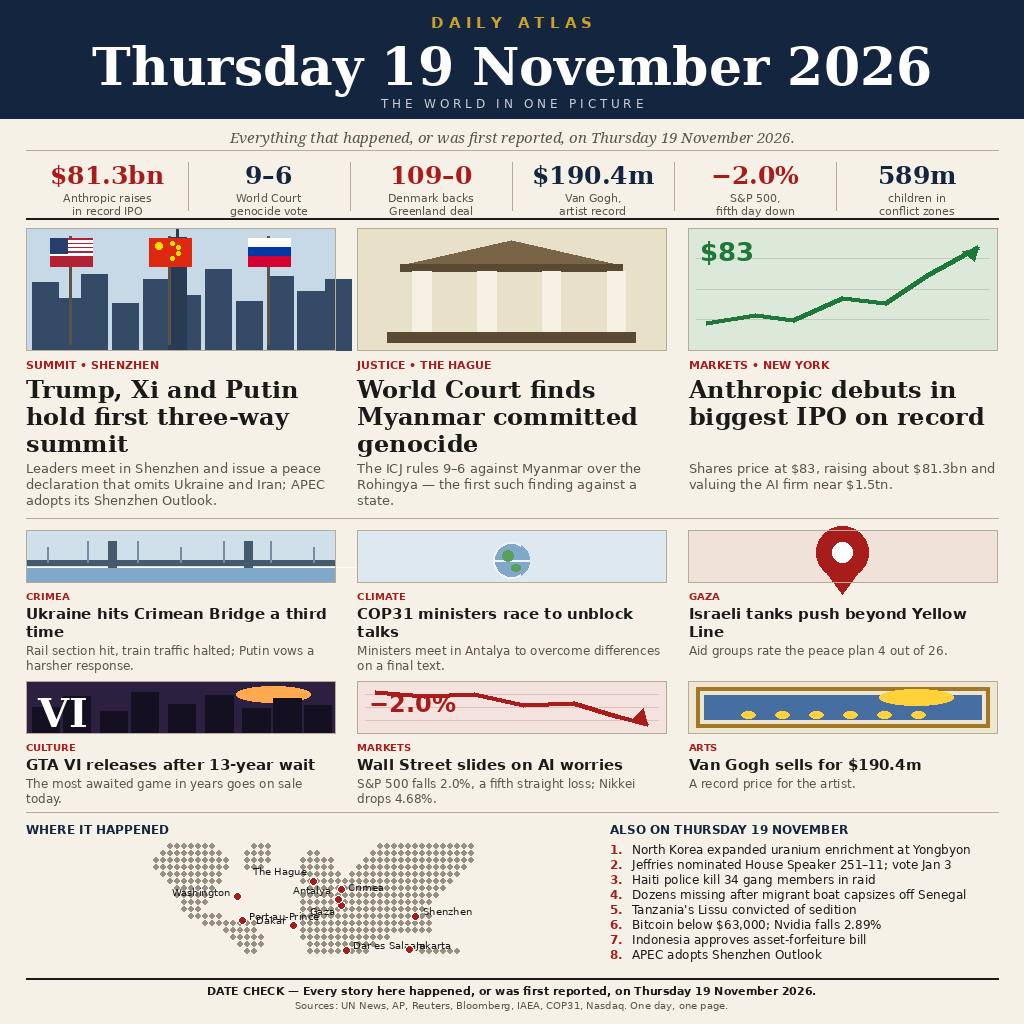 DAILY ATLAS
Thursday 19 November 2026
THE WORLD IN ONE PICTURE
Everything that happened, or was first reported, on Thursday 19 November 2026.
$81.3bn
Anthropic raises
in record IPO
9–6
World Court
genocide vote
109–0
Denmark backs
Greenland deal
$190.4m
Van Gogh,
artist record
−2.0%
S&P 500,
fifth day down
589m
children in
conflict zones
SUMMIT • SHENZHEN
Trump, Xi and Putin
hold first three-way
summit
Leaders meet in Shenzhen and issue a peace
declaration that omits Ukraine and Iran; APEC
adopts its Shenzhen Outlook.
JUSTICE • THE HAGUE
World Court finds
Myanmar committed
genocide
The ICJ rules 9–6 against Myanmar over the
Rohingya — the first such finding against a
state.
$83
MARKETS • NEW YORK
Anthropic debuts in
biggest IPO on record
Shares price at $83, raising about $81.3bn and
valuing the AI firm near $1.5tn.
CRIMEA
Ukraine hits Crimean Bridge a third
time
Rail section hit, train traffic halted; Putin vows a
harsher response.
CLIMATE
COP31 ministers race to unblock
talks
Ministers meet in Antalya to overcome differences
on a final text.
GAZA
Israeli tanks push beyond Yellow
Line
Aid groups rate the peace plan 4 out of 26.
VI
CULTURE
GTA VI releases after 13-year wait
The most awaited game in years goes on sale
today.
−2.0%
MARKETS
Wall Street slides on AI worries
S&P 500 falls 2.0%, a fifth straight loss; Nikkei
drops 4.68%.
ARTS
Van Gogh sells for $190.4m
A record price for the artist.
WHERE IT HAPPENED
The Hague
Washington
Antalya
Crimea
Gaza
Port-au-Prince
Dakar
Shenzhen
Dar es Salaam
Jakarta
ALSO ON THURSDAY 19 NOVEMBER
1. North Korea expanded uranium enrichment at Yongbyon
2. Jeffries nominated House Speaker 251–11; vote Jan 3
3. Haiti police kill 34 gang members in raid
4. Dozens missing after migrant boat capsizes off Senegal
5. Tanzania's Lissu convicted of sedition
6. Bitcoin below $63,000; Nvidia falls 2.89%
7. Indonesia approves asset-forfeiture bill
8. APEC adopts Shenzhen Outlook
DATE CHECK — Every story here happened, or was first reported, on Thursday 19 November 2026.
Sources: UN News, AP, Reuters, Bloomberg, IAEA, COP31, Nasdaq. One day, one page.